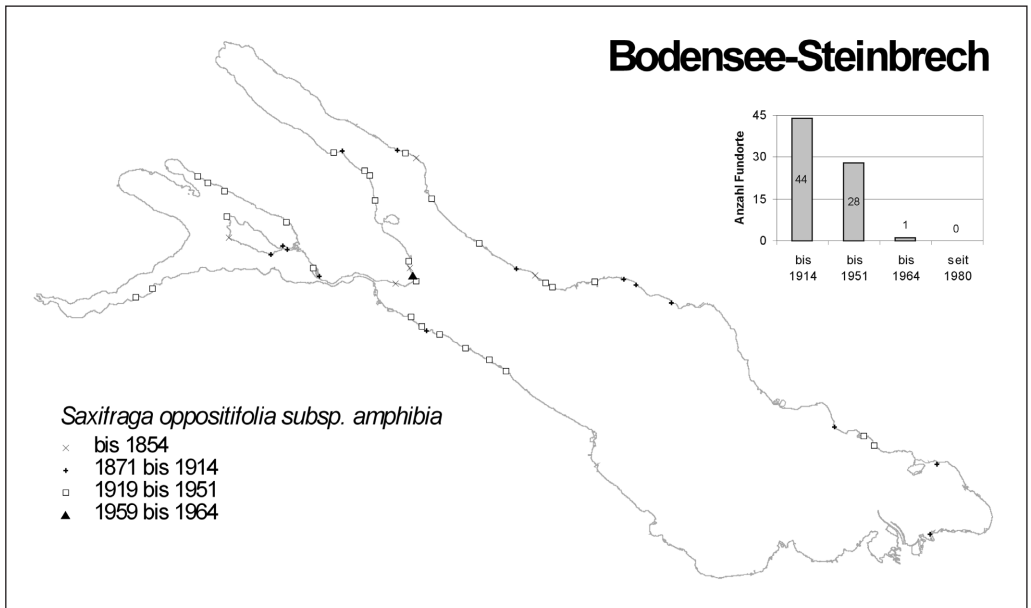 Bodensee-Steinbrech
Anzahl Fundorte
45
30
15
0
44
28
1
0
bis 1914
bis 1951
bis 1964
seit 1980
Saxifraga oppositifolia subsp. amphibia
bis 1854
1871 bis 1914
1919 bis 1951
1959 bis 1964